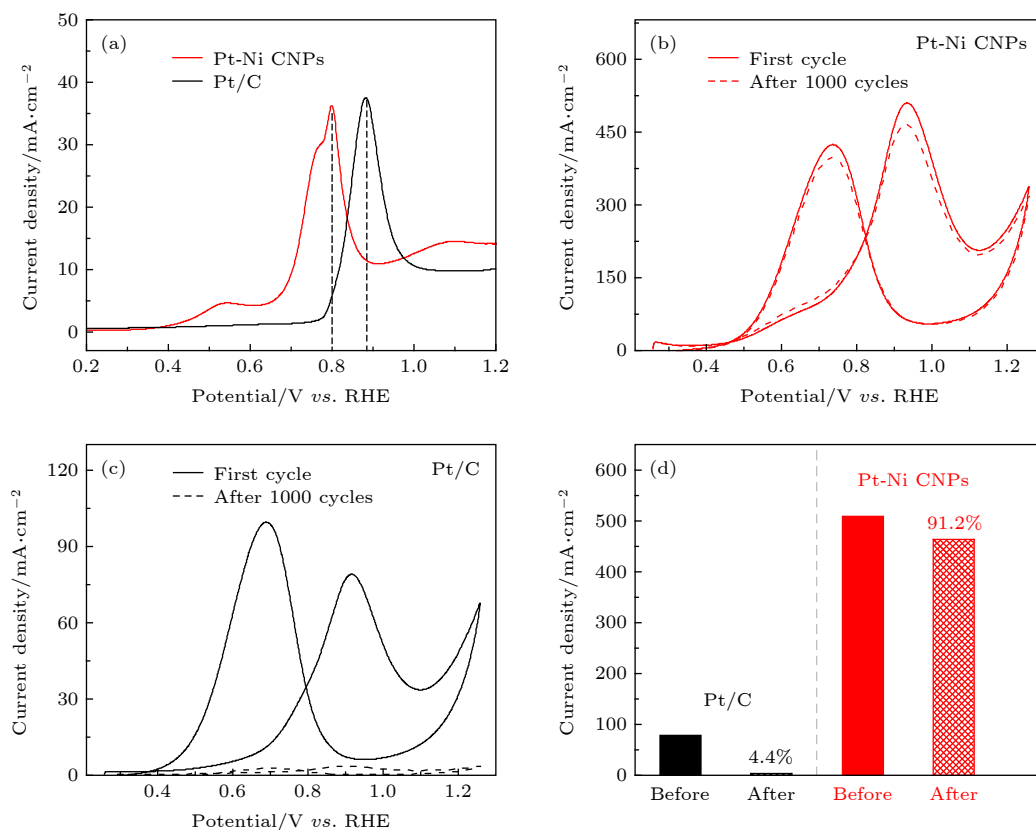 (a)
Pt-Ni CNPs
Pt/C
50
40
30
20
10
0
0.2 0.4 0.6 0.8 1.0 1.2
Current density/mA·cm⁻²
Potential/V vs. RHE
(b)
First cycle
After 1000 cycles
Pt-Ni CNPs
600
450
300
150
0
0.4 0.6 0.8 1.0 1.2
Current density/mA·cm⁻²
Potential/V vs. RHE
(c)
First cycle
After 1000 cycles
Pt/C
120
90
60
30
0
0.4 0.6 0.8 1.0 1.2
Current density/mA·cm⁻²
Potential/V vs. RHE
(d)
Pt-Ni CNPs
91.2%
Pt/C
4.4%
600
500
400
300
200
100
0
Before After Before After
Current density/mA·cm⁻²